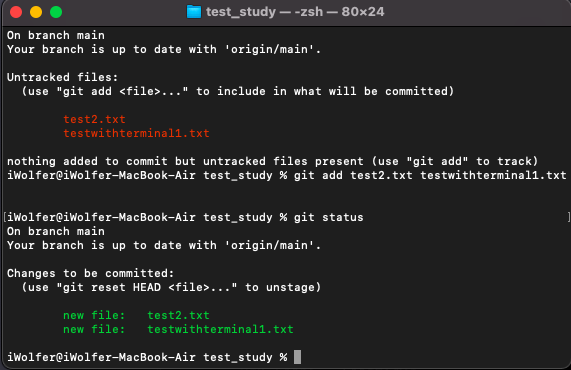 test_study — -zsh — 80×24
On branch main
Your branch is up to date with 'origin/main'.
Untracked files:
(use "git add <file>..." to include in what will be committed)
test2.txt
testwithterminal1.txt
nothing added to commit but untracked files present (use "git add" to track)
iWolfer@iWolfer-MacBook-Air test_study % git add test2.txt testwithterminal1.txt
[iWolfer@iWolfer-MacBook-Air test_study % git status ]
On branch main
Your branch is up to date with 'origin/main'.
Changes to be committed:
(use "git reset HEAD <file>..." to unstage)
new file: test2.txt
new file: testwithterminal1.txt
iWolfer@iWolfer-MacBook-Air test_study %